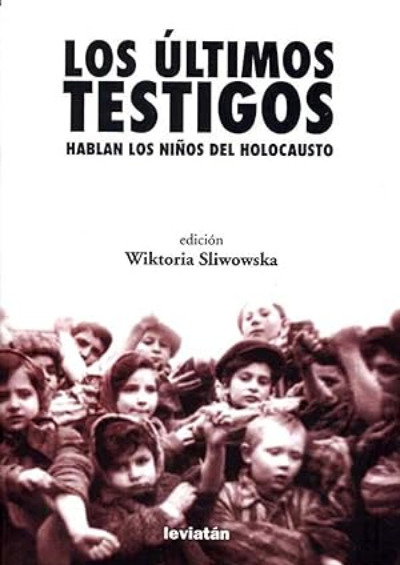 LOS ÚLTIMOS
TESTIGOS
HABLAN LOS NIÑOS DEL HOLOCAUSTO
edición
Wiktoria Sliwowska
leviatán